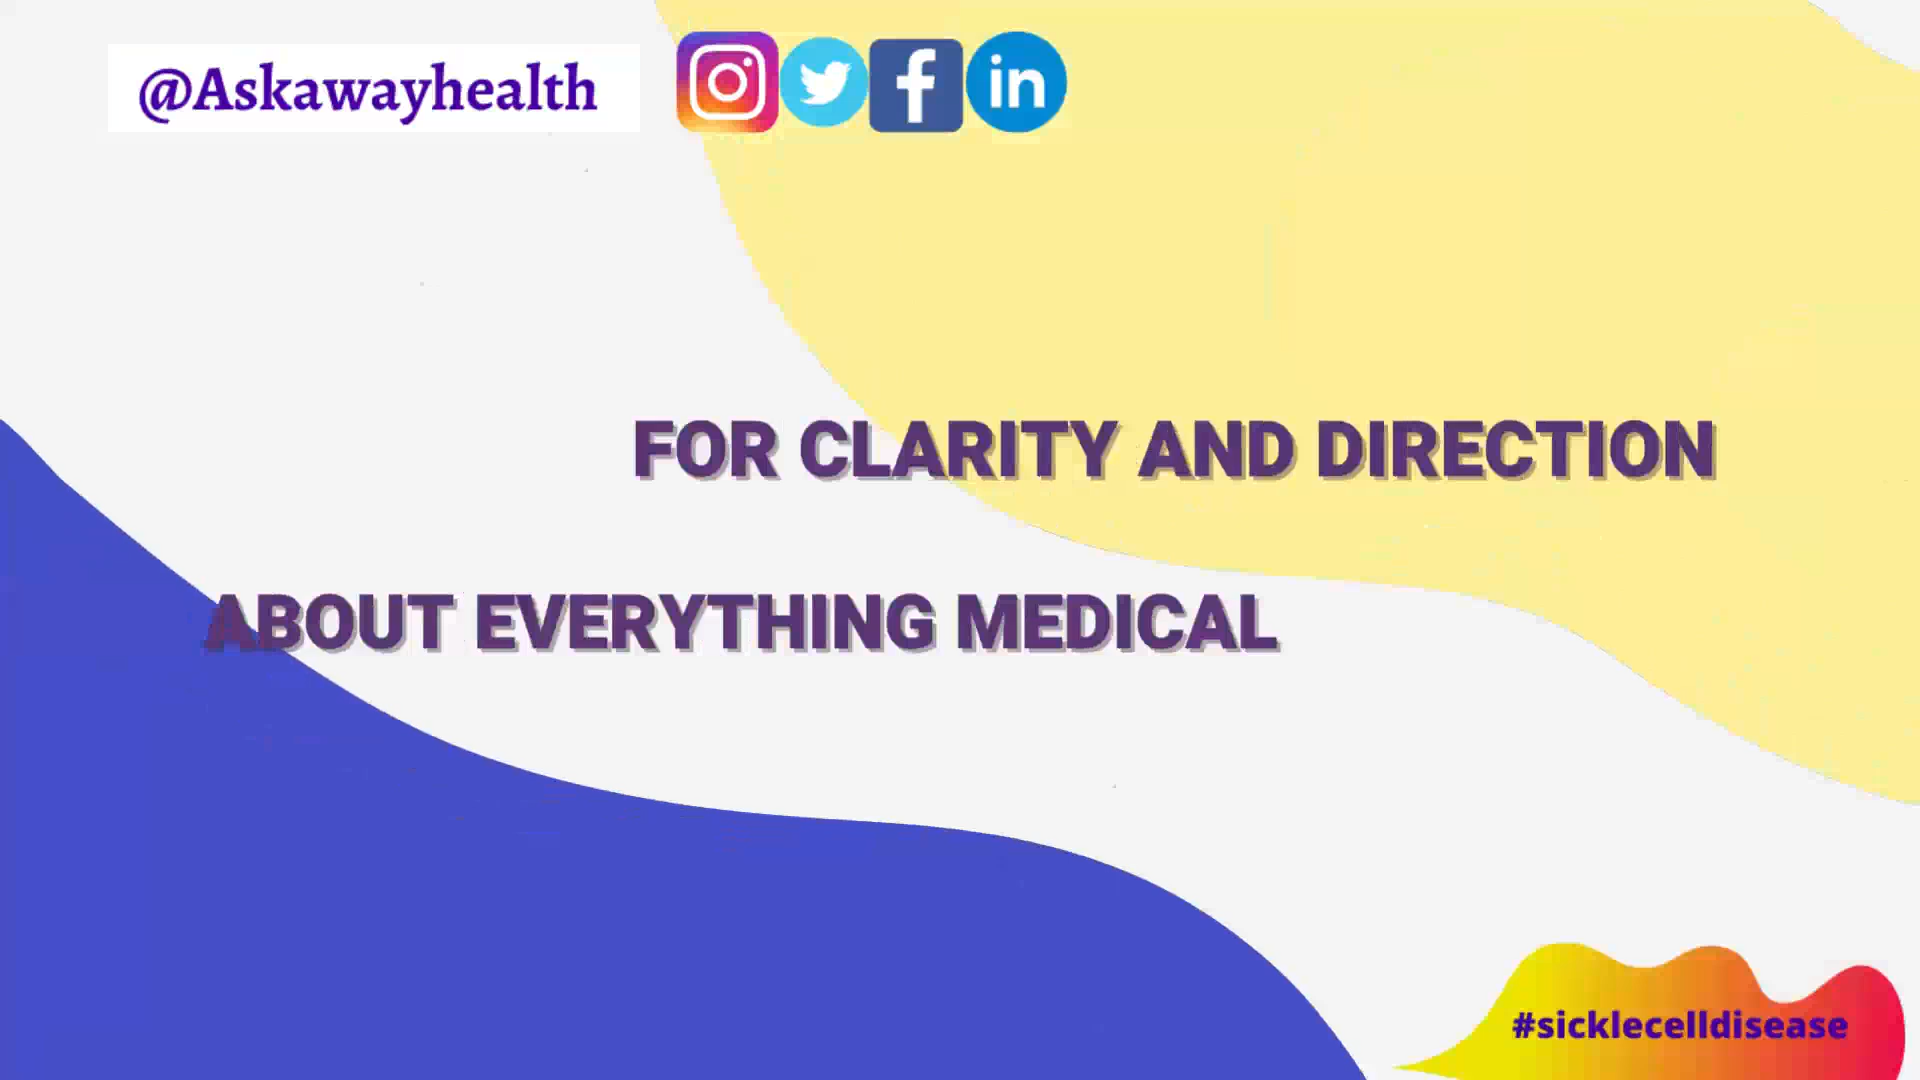 @Askawayhealth
FOR CLARITY AND DIRECTION
ABOUT EVERYTHING MEDICAL
#sicklecelldisease